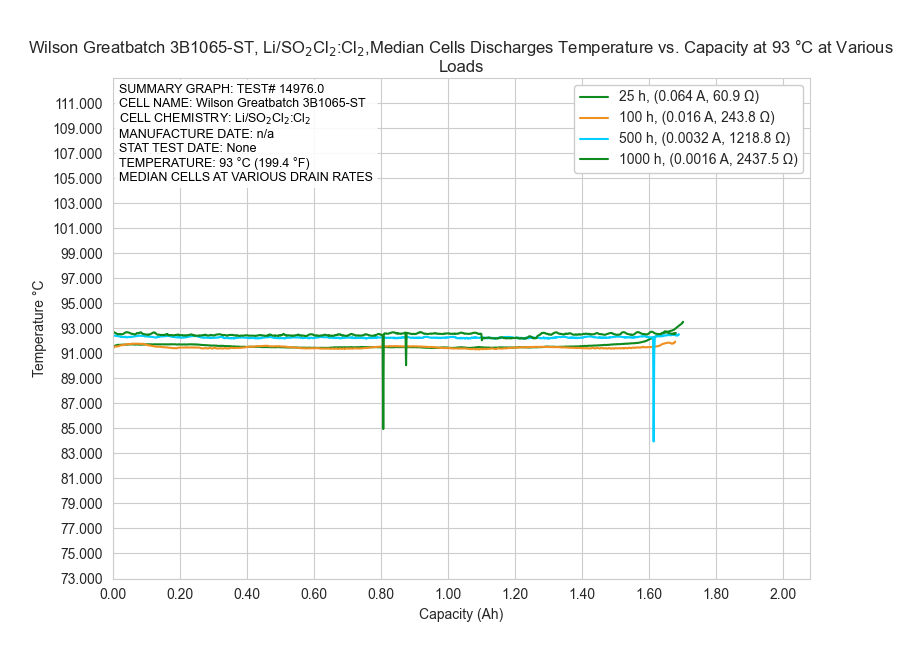 Wilson Greatbatch 3B1065-ST, Li/SO₂Cl₂:Cl₂,Median Cells Discharges Temperature vs. Capacity at 93 °C at Various
Loads
SUMMARY GRAPH: TEST# 14976.0
CELL NAME: Wilson Greatbatch 3B1065-ST
CELL CHEMISTRY: Li/SO₂Cl₂:Cl₂
MANUFACTURE DATE: n/a
STAT TEST DATE: None
TEMPERATURE: 93 °C (199.4 °F)
MEDIAN CELLS AT VARIOUS DRAIN RATES
25 h, (0.064 A, 60.9 Ω)
100 h, (0.016 A, 243.8 Ω)
500 h, (0.0032 A, 1218.8 Ω)
1000 h, (0.0016 A, 2437.5 Ω)
Temperature °C
111.000
109.000
107.000
105.000
103.000
101.000
99.000
97.000
95.000
93.000
91.000
89.000
87.000
85.000
83.000
81.000
79.000
77.000
75.000
73.000
0.00 0.20 0.40 0.60 0.80 1.00 1.20 1.40 1.60 1.80 2.00
Capacity (Ah)